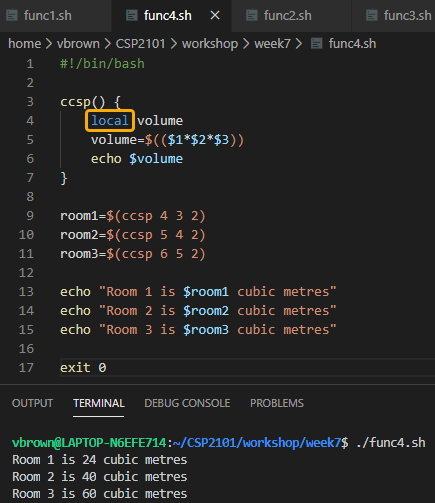 func1.sh func4.sh × func2.sh func3.sh
home > vbrown > CSP2101 > workshop > week7 > func4.sh
1 #!/bin/bash
2
3 ccsp() {
4 local volume
5 volume=$(($1*$2*$3))
6 echo $volume
7 }
8
9 room1=$(ccsp 4 3 2)
10 room2=$(ccsp 5 4 2)
11 room3=$(ccsp 6 5 2)
12
13 echo "Room 1 is $room1 cubic metres"
14 echo "Room 2 is $room2 cubic metres"
15 echo "Room 3 is $room3 cubic metres"
16
17 exit 0
OUTPUT TERMINAL DEBUG CONSOLE PROBLEMS
vbrown@LAPTOP-N6EFE714:~/CSP2101/workshop/week7$ ./func4.sh
Room 1 is 24 cubic metres
Room 2 is 40 cubic metres
Room 3 is 60 cubic metres